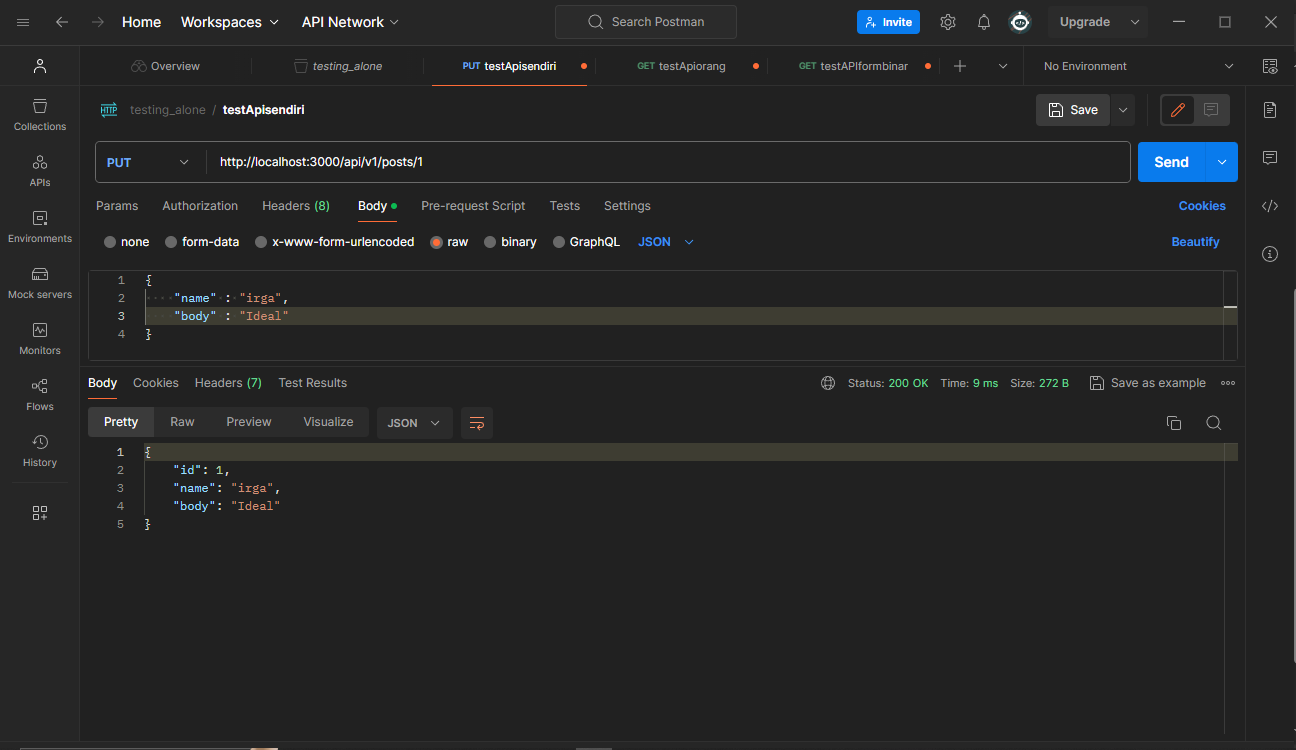 Home Workspaces API Network Search Postman Invite Upgrade
Overview testing_alone PUT testApisendiri GET testApiorang GET testAPIformbinar No Environment
HTTP testing_alone / testApisendiri Save
Collections
APIs
Environments
Mock servers
Monitors
Flows
History
PUT http://localhost:3000/api/v1/posts/1 Send
Params Authorization Headers (8) Body Pre-request Script Tests Settings Cookies
none form-data x-www-form-urlencoded raw binary GraphQL JSON Beautify
1 {
2 ····"name"·:·"irga",
3 ····"body"·:·"Ideal"
4 }
Body Cookies Headers (7) Test Results Status: 200 OK Time: 9 ms Size: 272 B Save as example
Pretty Raw Preview Visualize JSON
1 {
2 "id": 1,
3 "name": "irga",
4 "body": "Ideal"
5 }